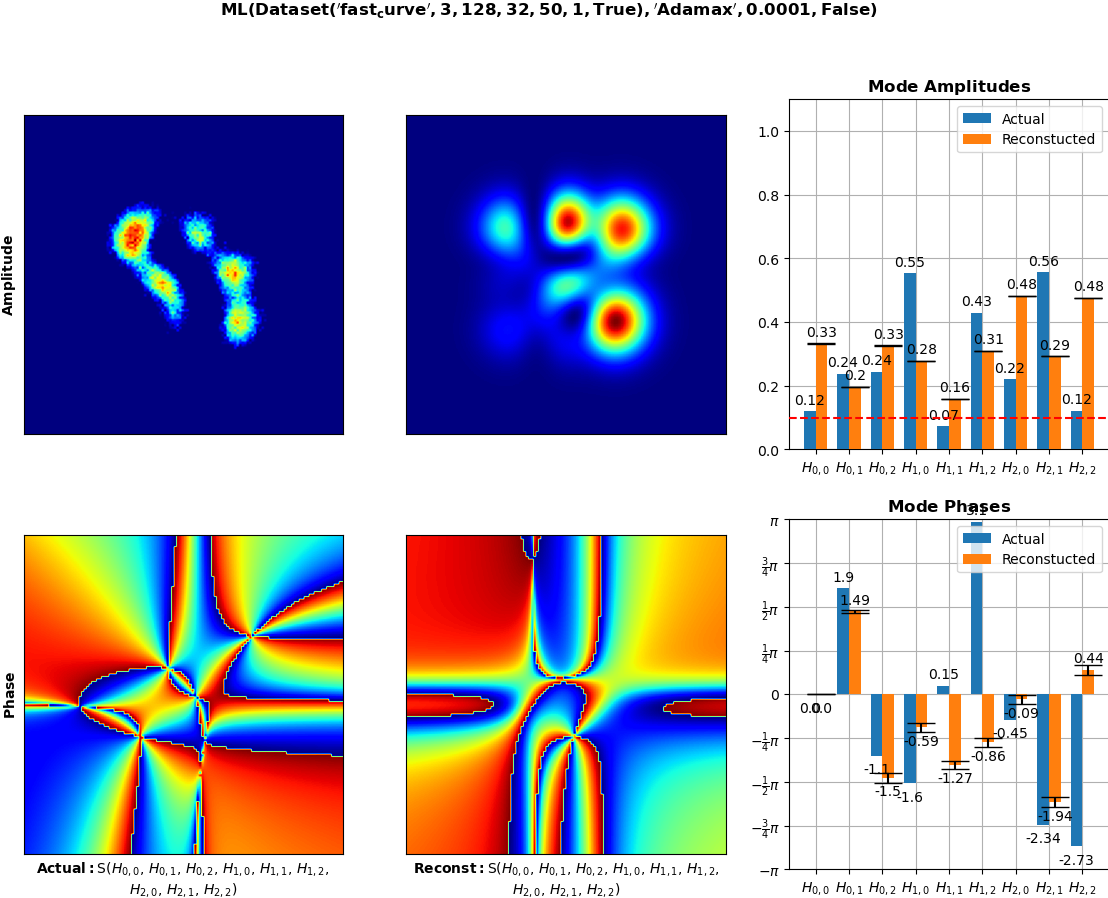 ML(Dataset('fast_curve', 3, 128, 32, 50, 1, True), 'Adamax', 0.0001, False)
Amplitude
Mode Amplitudes
Actual
Reconstucted
1.0
0.8
0.6
0.4
0.2
0.0
0.12
0.33
0.24
0.2
0.24
0.33
0.55
0.28
0.07
0.16
0.43
0.31
0.22
0.48
0.56
0.29
0.12
0.48
H0,0 H0,1 H0,2 H1,0 H1,1 H1,2 H2,0 H2,1 H2,2
Phase
Actual: S(H0,0, H0,1, H0,2, H1,0, H1,1, H1,2,
H2,0, H2,1, H2,2)
Reconst: S(H0,0, H0,1, H0,2, H1,0, H1,1, H1,2,
H2,0, H2,1, H2,2)
Mode Phases
Actual
Reconstucted
π
3/4π
1/2π
1/4π
0
−1/4π
−1/2π
−3/4π
−π
0.0
0.0
1.9
1.49
-1.1
-1.5
-1.6
-0.59
0.15
-1.27
3.1
-0.86
-0.45
-0.09
-2.34
-1.94
-2.73
0.44
H0,0 H0,1 H0,2 H1,0 H1,1 H1,2 H2,0 H2,1 H2,2